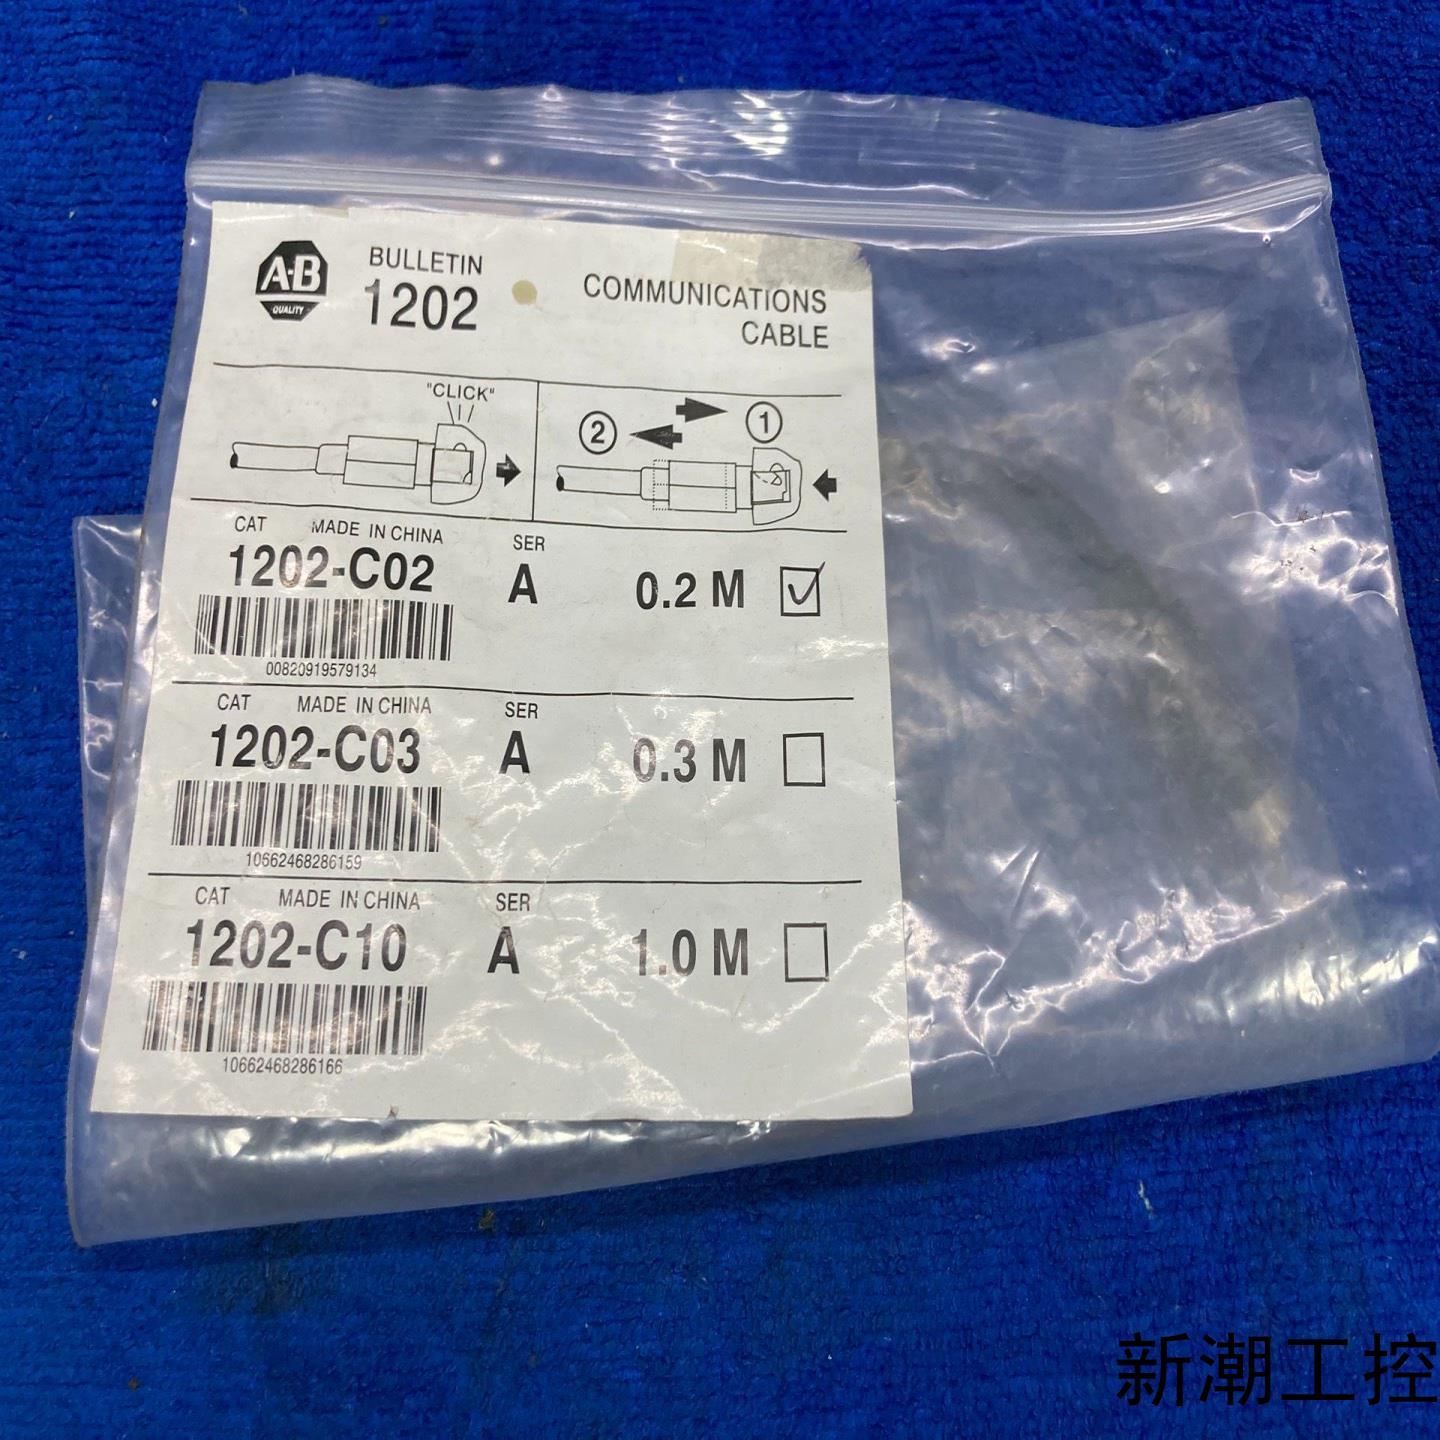 A·B
QUALITY
BULLETIN
1202
COMMUNICATIONS
CABLE
"CLICK"
2
1
CAT MADE IN CHINA SER
1202-C02 A 0.2 M
00820919579134
CAT MADE IN CHINA SER
1202-C03 A 0.3 M
10662468286159
CAT MADE IN CHINA SER
1202-C10 A 1.0 M
10662468286166
新潮工控